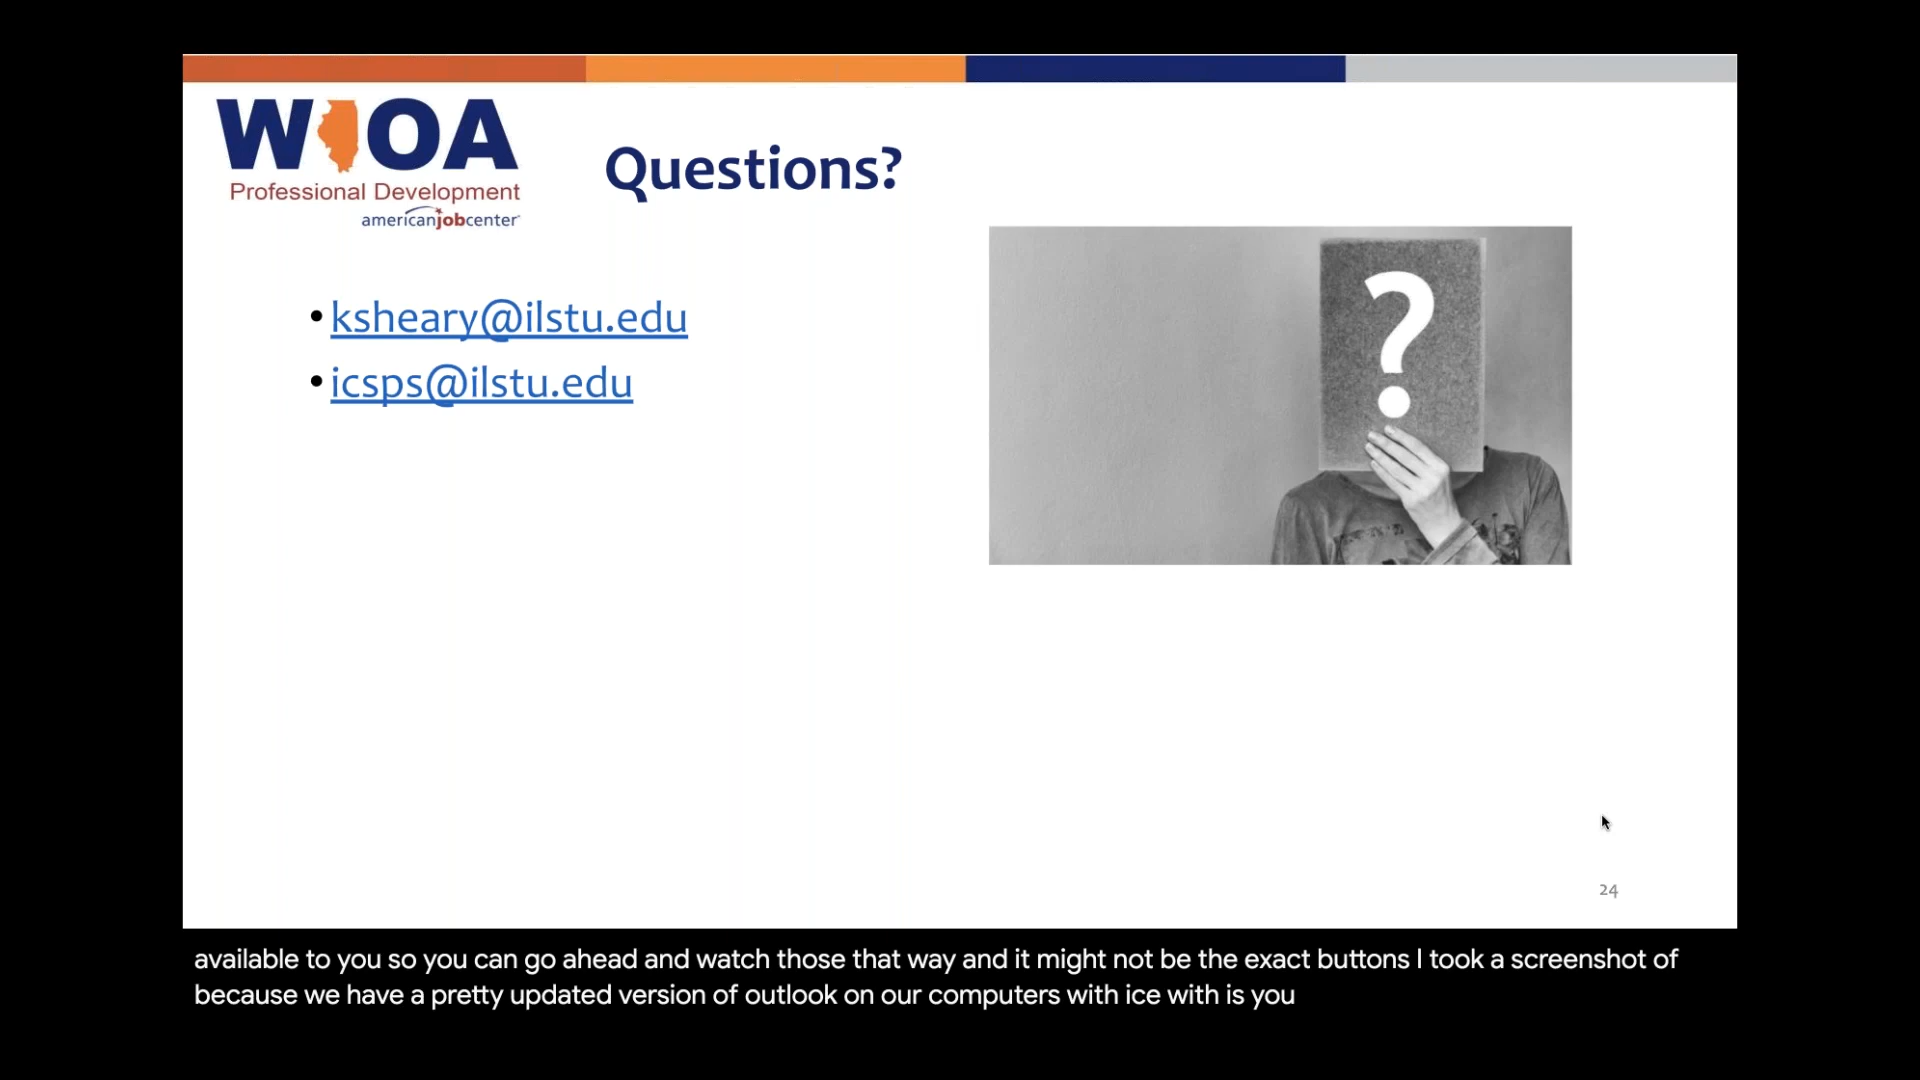 WIOA
Professional Development
americanjobcenter
Questions?
• ksheary@ilstu.edu
• icsps@ilstu.edu
?
24
available to you so you can go ahead and watch those that way and it might not be the exact buttons I took a screenshot of
because we have a pretty updated version of outlook on our computers with ice with is you